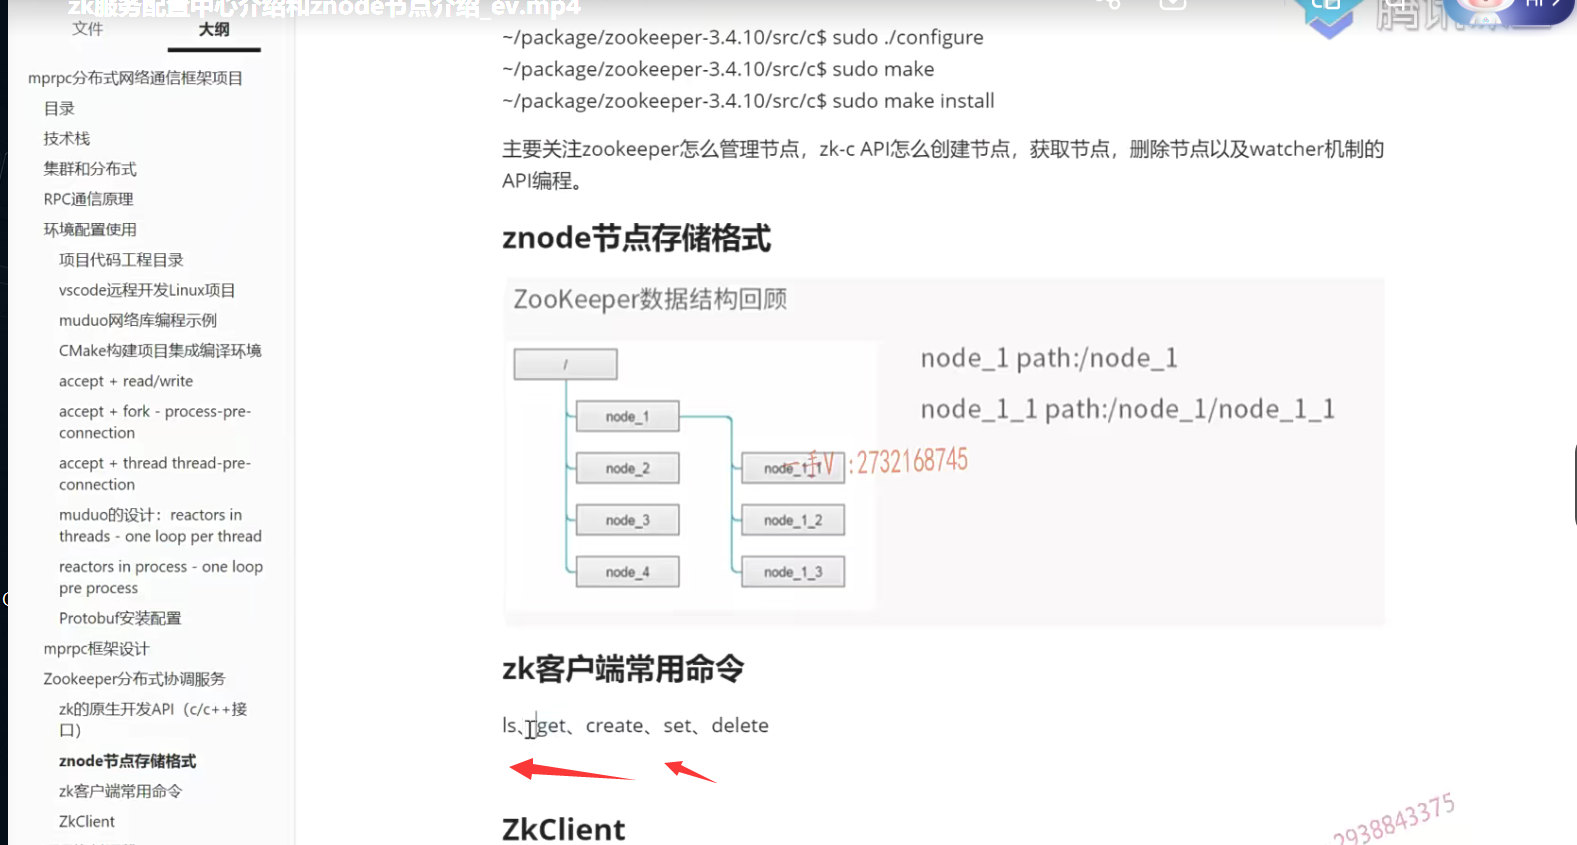 zk服务配置中心介绍和znode节点介绍_ev.mp4
文件
大纲
mprpc分布式网络通信框架项目
目录
技术栈
集群和分布式
RPC通信原理
环境配置使用
项目代码工程目录
vscode远程开发Linux项目
muduo网络库编程示例
CMake构建项目集成编译环境
accept + read/write
accept + fork - process-pre-
connection
accept + thread thread-pre-
connection
muduo的设计：reactors in
threads - one loop per thread
reactors in process - one loop
pre process
Protobuf安装配置
mprpc框架设计
Zookeeper分布式协调服务
zk的原生开发API（c/c++接
口）
znode节点存储格式
zk客户端常用命令
ZkClient
~/package/zookeeper-3.4.10/src/c$ sudo ./configure
~/package/zookeeper-3.4.10/src/c$ sudo make
~/package/zookeeper-3.4.10/src/c$ sudo make install
主要关注zookeeper怎么管理节点，zk-c API怎么创建节点，获取节点，删除节点以及watcher机制的
API编程。
znode节点存储格式
ZooKeeper数据结构回顾
/
node_1
node_2
node_3
node_4
node_1_1
node_1_2
node_1_3
node_1 path:/node_1
node_1_1 path:/node_1/node_1_1
一手V :2732168745
zk客户端常用命令
ls、get、create、set、delete
ZkClient
2938843375